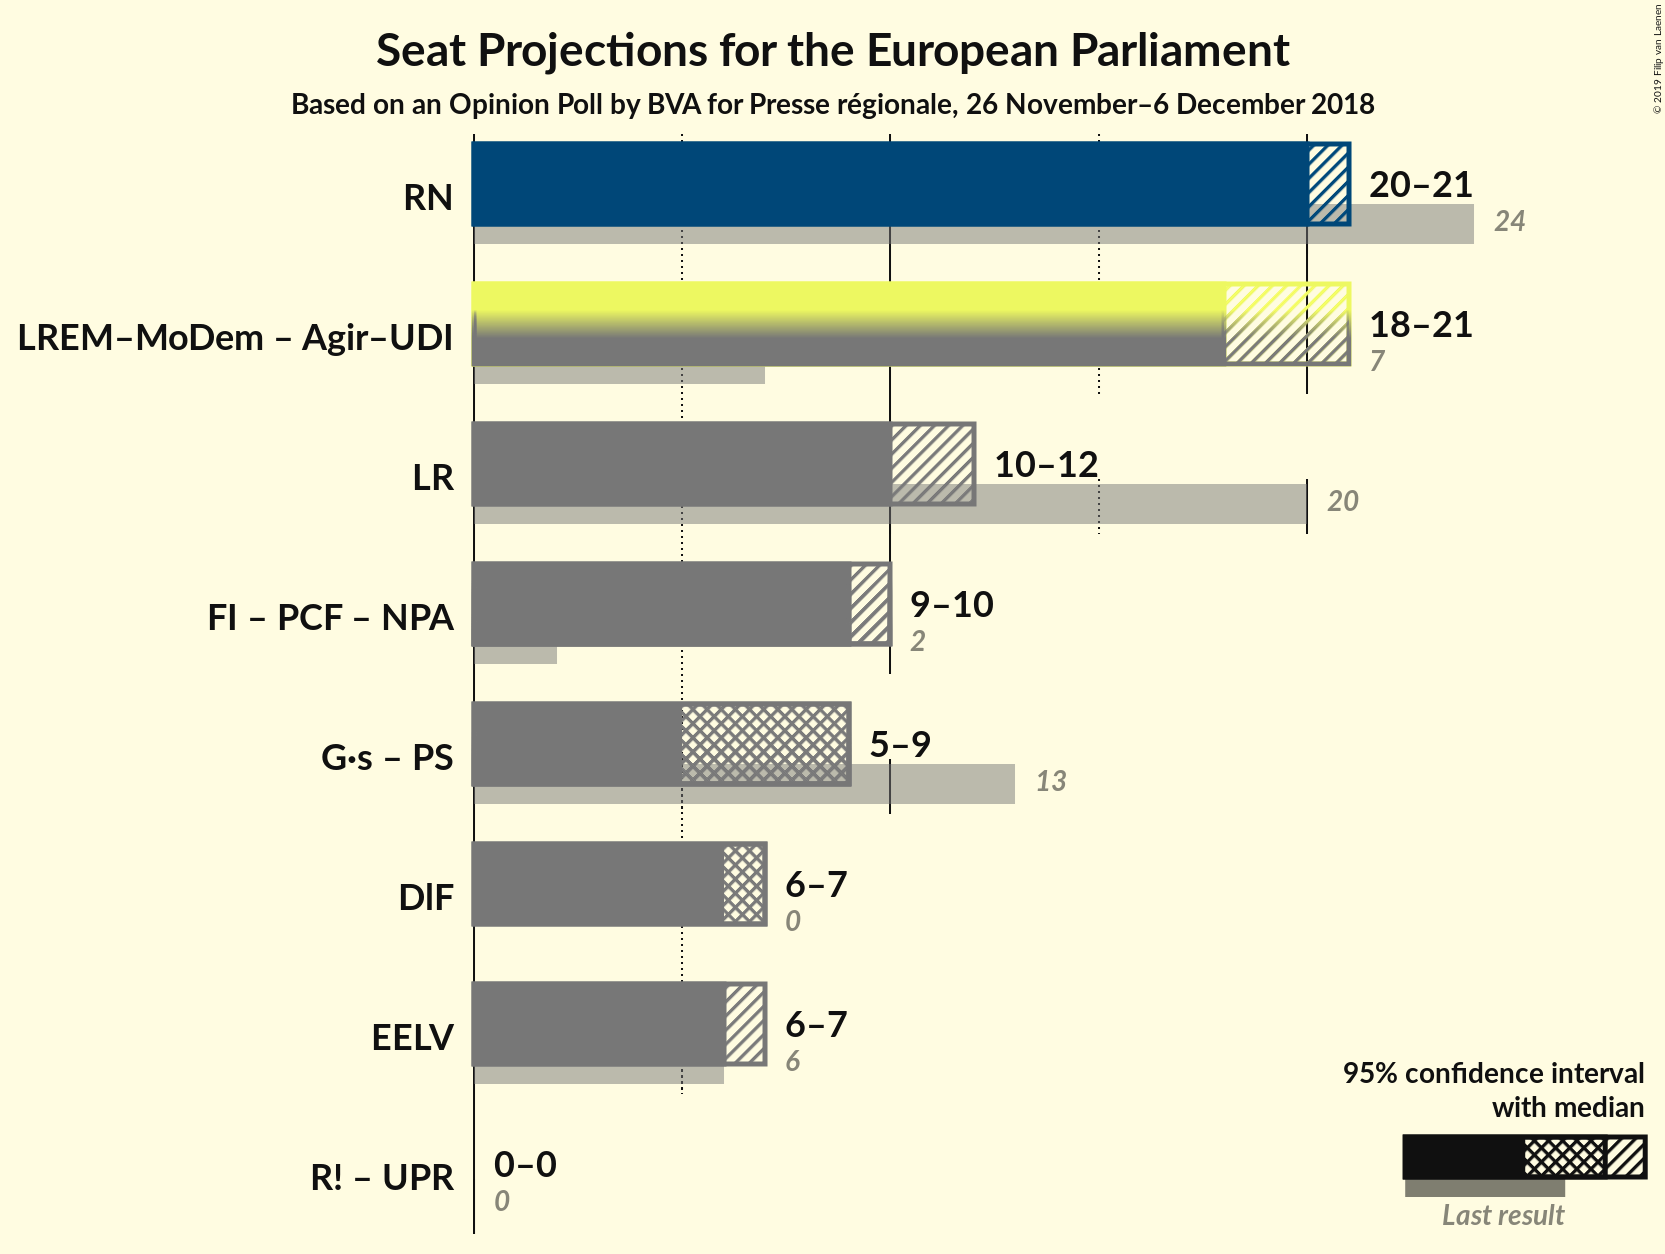 Seat Projections for the European Parliament
Based on an Opinion Poll by BVA for Presse régionale, 26 November–6 December 2018
© 2019 Filip van Laenen
RN
20–21
24
LREM–MoDem – Agir–UDI
18–21
7
LR
10–12
20
FI – PCF – NPA
9–10
2
G·s – PS
5–9
13
DlF
6–7
0
EELV
6–7
6
R! – UPR
0–0
0
95% confidence interval
with median
Last result